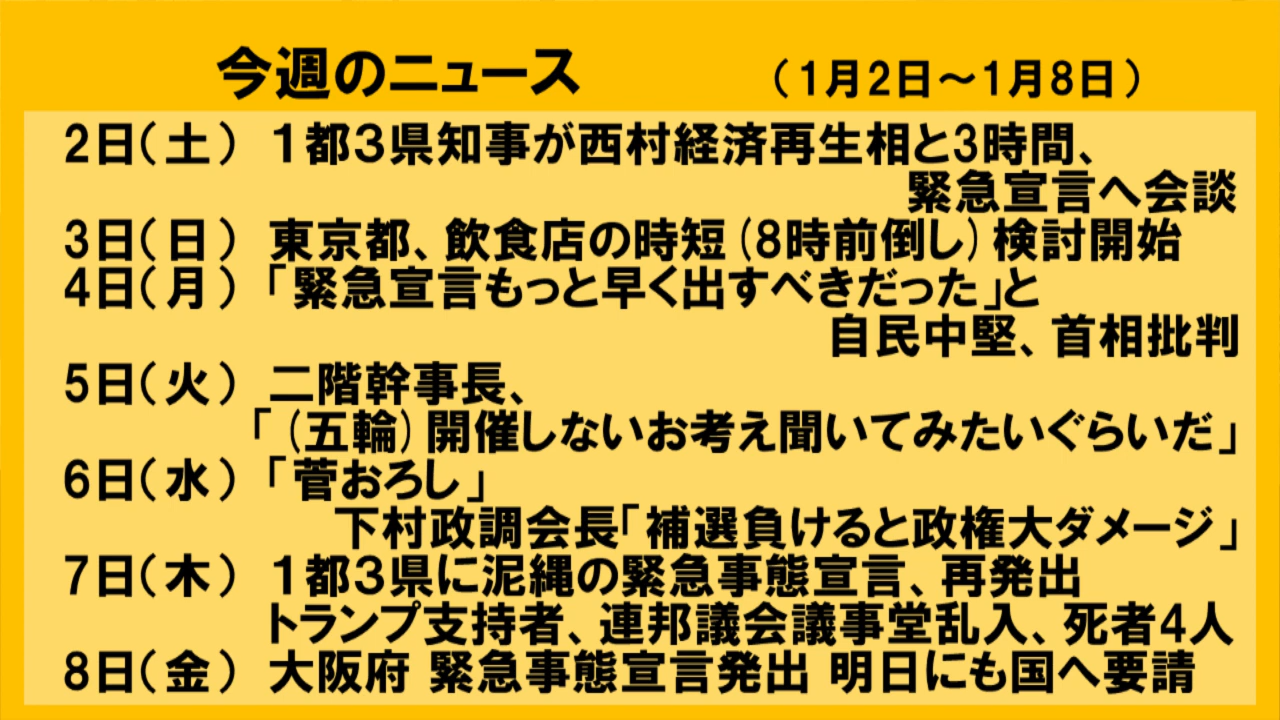 今週のニュース （1月2日～1月8日）
2日（土） １都３県知事が西村経済再生相と3時間、
緊急宣言へ会談
3日（日） 東京都、飲食店の時短（8時前倒し）検討開始
4日（月） 「緊急宣言もっと早く出すべきだった」と
自民中堅、首相批判
5日（火） 二階幹事長、
「（五輪）開催しないお考え聞いてみたいぐらいだ」
6日（水） 「菅おろし」
下村政調会長「補選負けると政権大ダメージ」
7日（木） １都３県に泥縄の緊急事態宣言、再発出
トランプ支持者、連邦議会議事堂乱入、死者4人
8日（金） 大阪府 緊急事態宣言発出 明日にも国へ要請